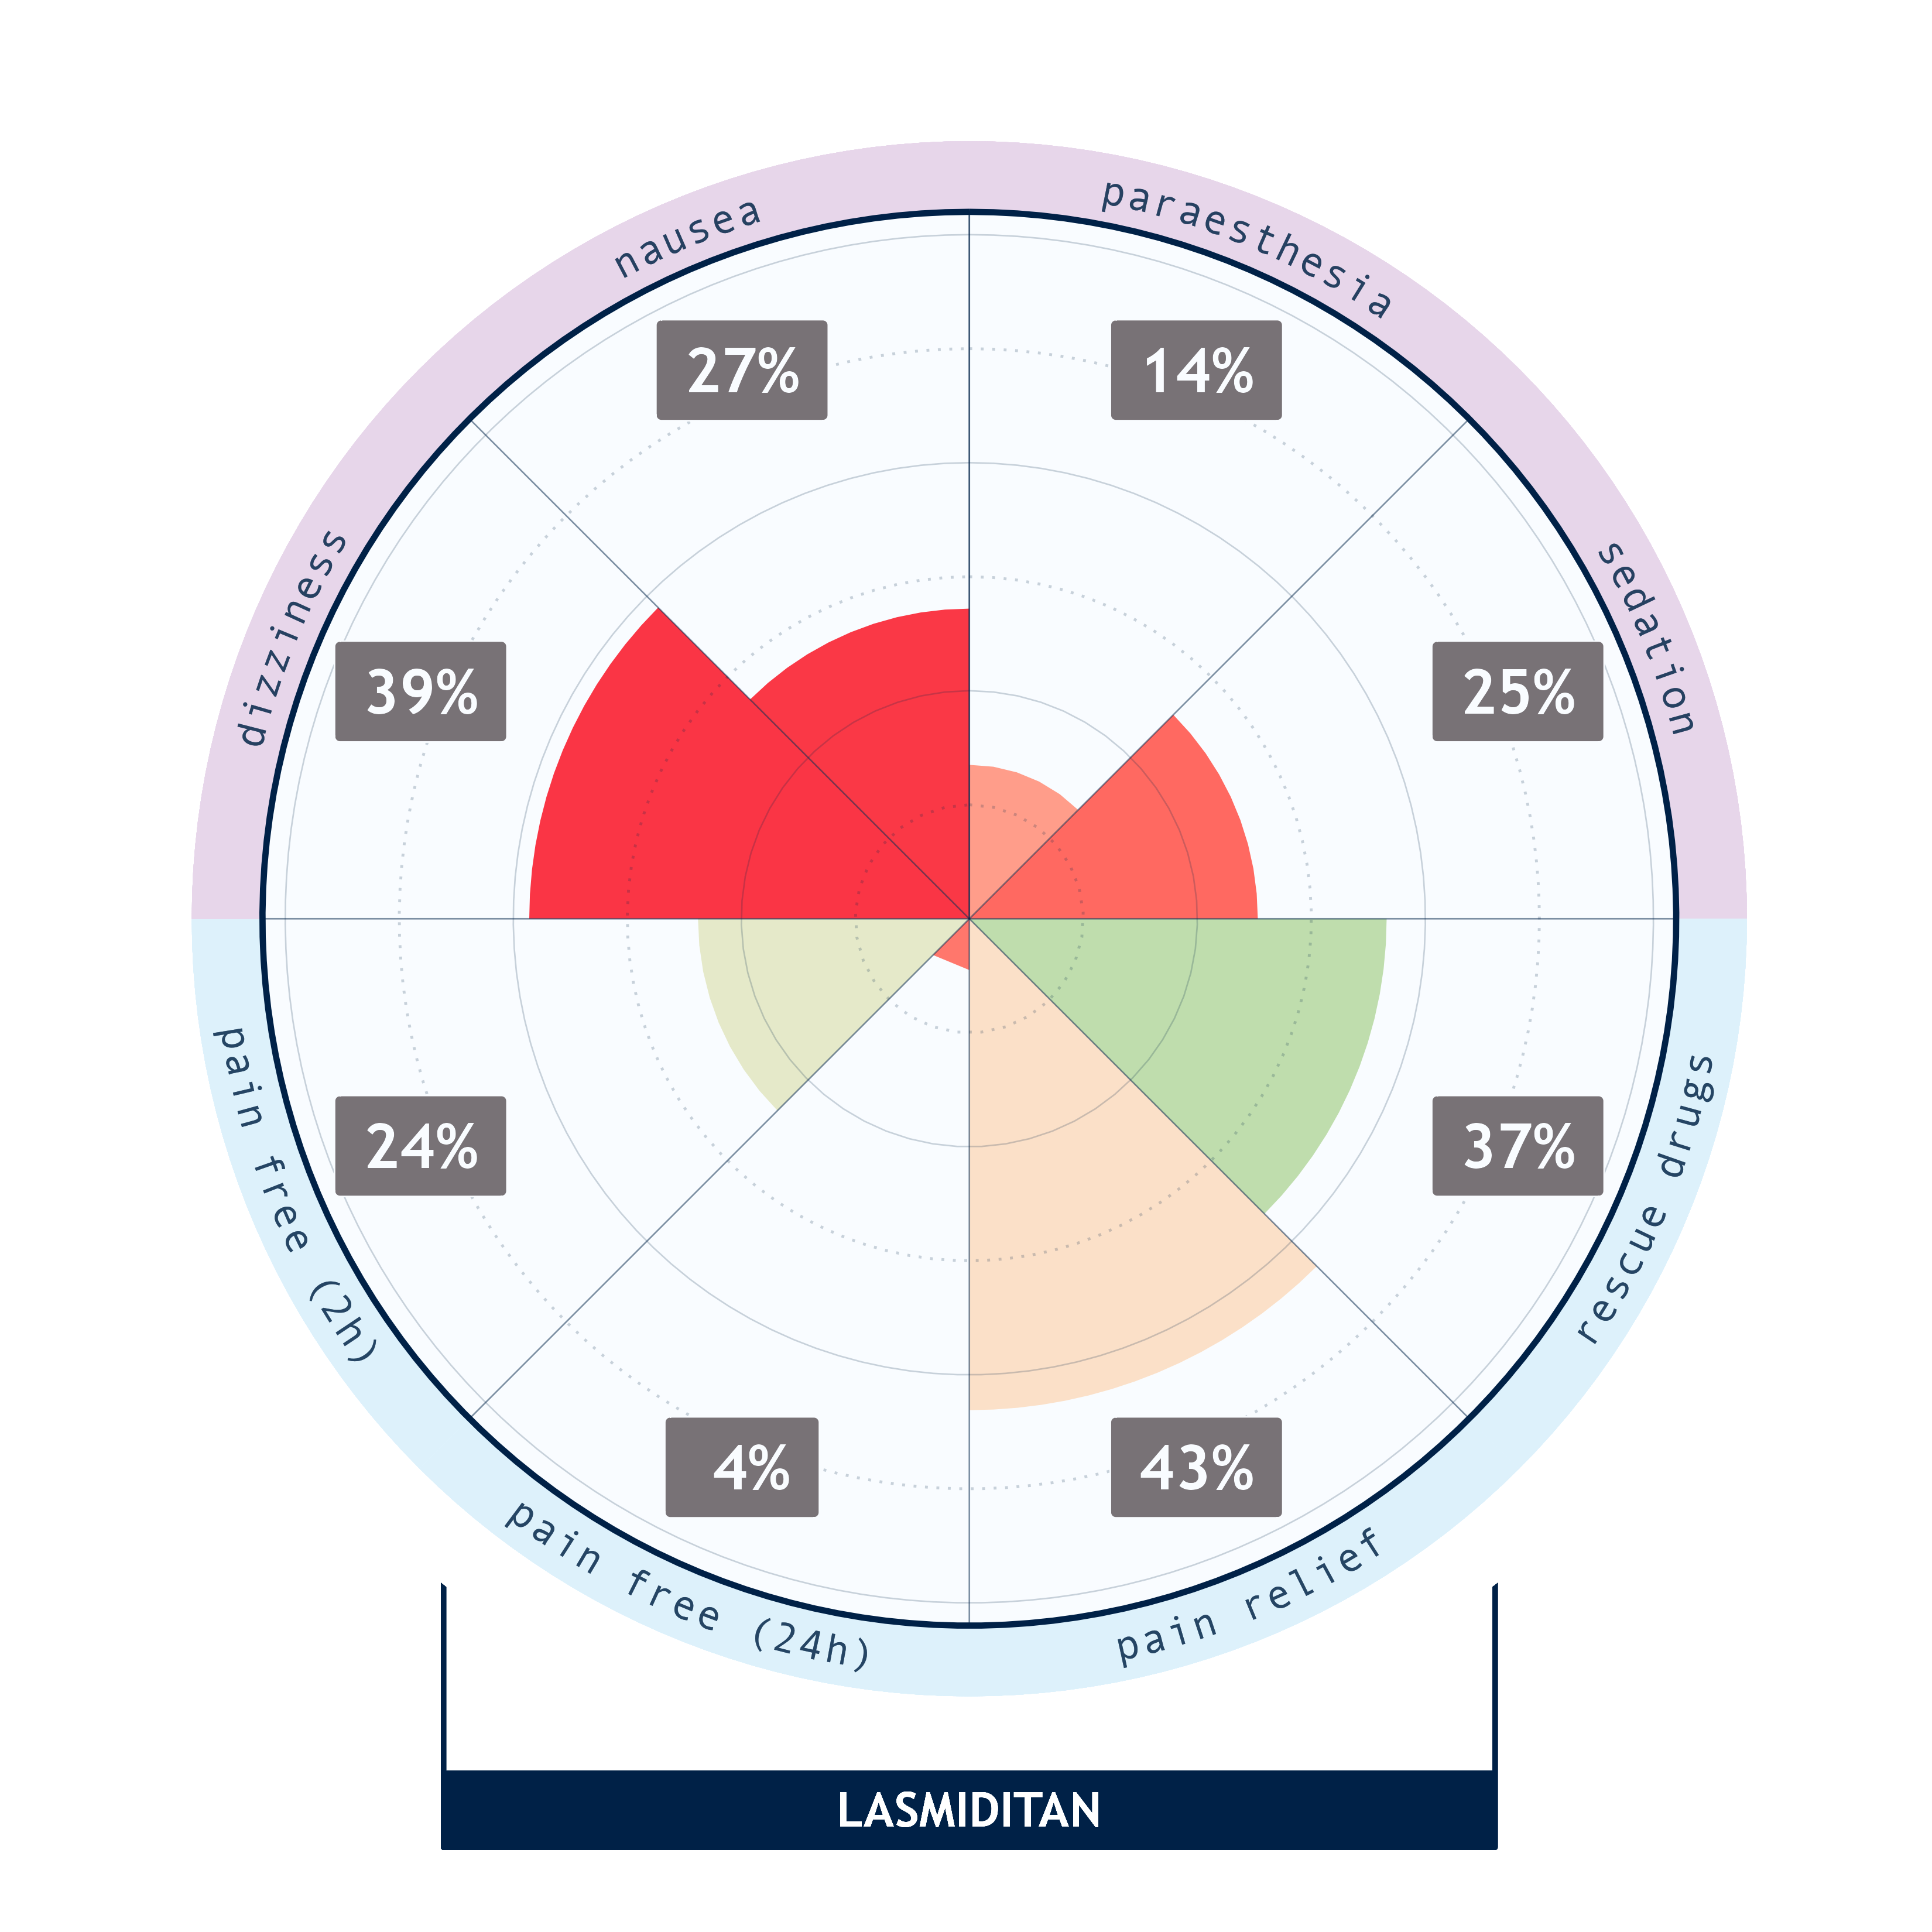 nausea
paraesthesia
27%
14%
dizziness
sedation
39%
25%
pain free (2h)
rescue drugs
24%
37%
4%
43%
pain free (24h)
pain relief
LASMIDITAN